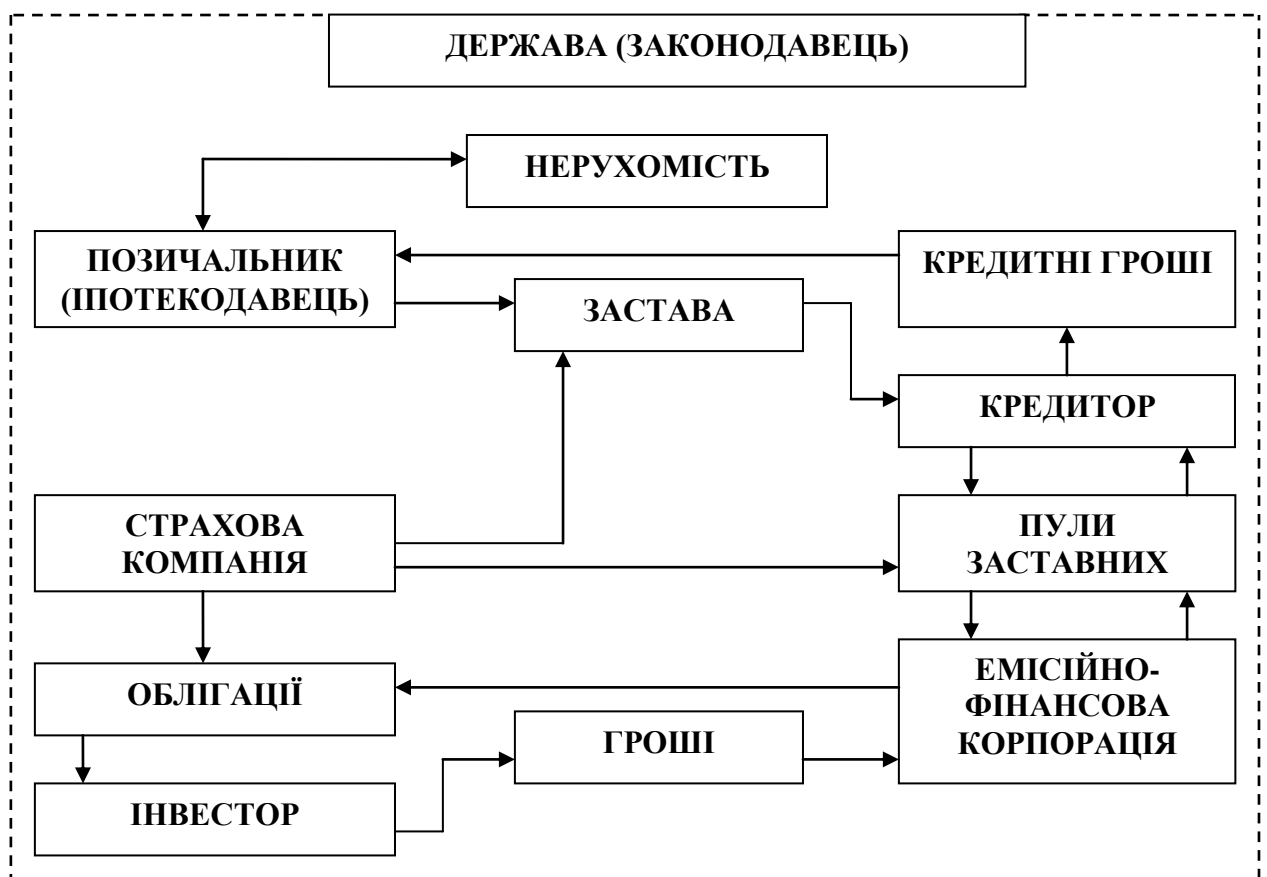 ДЕРЖАВА (ЗАКОНОДАВЕЦЬ)
НЕРУХОМІСТЬ
ПОЗИЧАЛЬНИК
(ІПОТЕКОДАВЕЦЬ)
КРЕДИТНІ ГРОШІ
ЗАСТАВА
КРЕДИТОР
СТРАХОВА
КОМПАНІЯ
ПУЛИ
ЗАСТАВНИХ
ОБЛІГАЦІЇ
ЕМІСІЙНО-
ФІНАНСОВА
КОРПОРАЦІЯ
ГРОШІ
ІНВЕСТОР